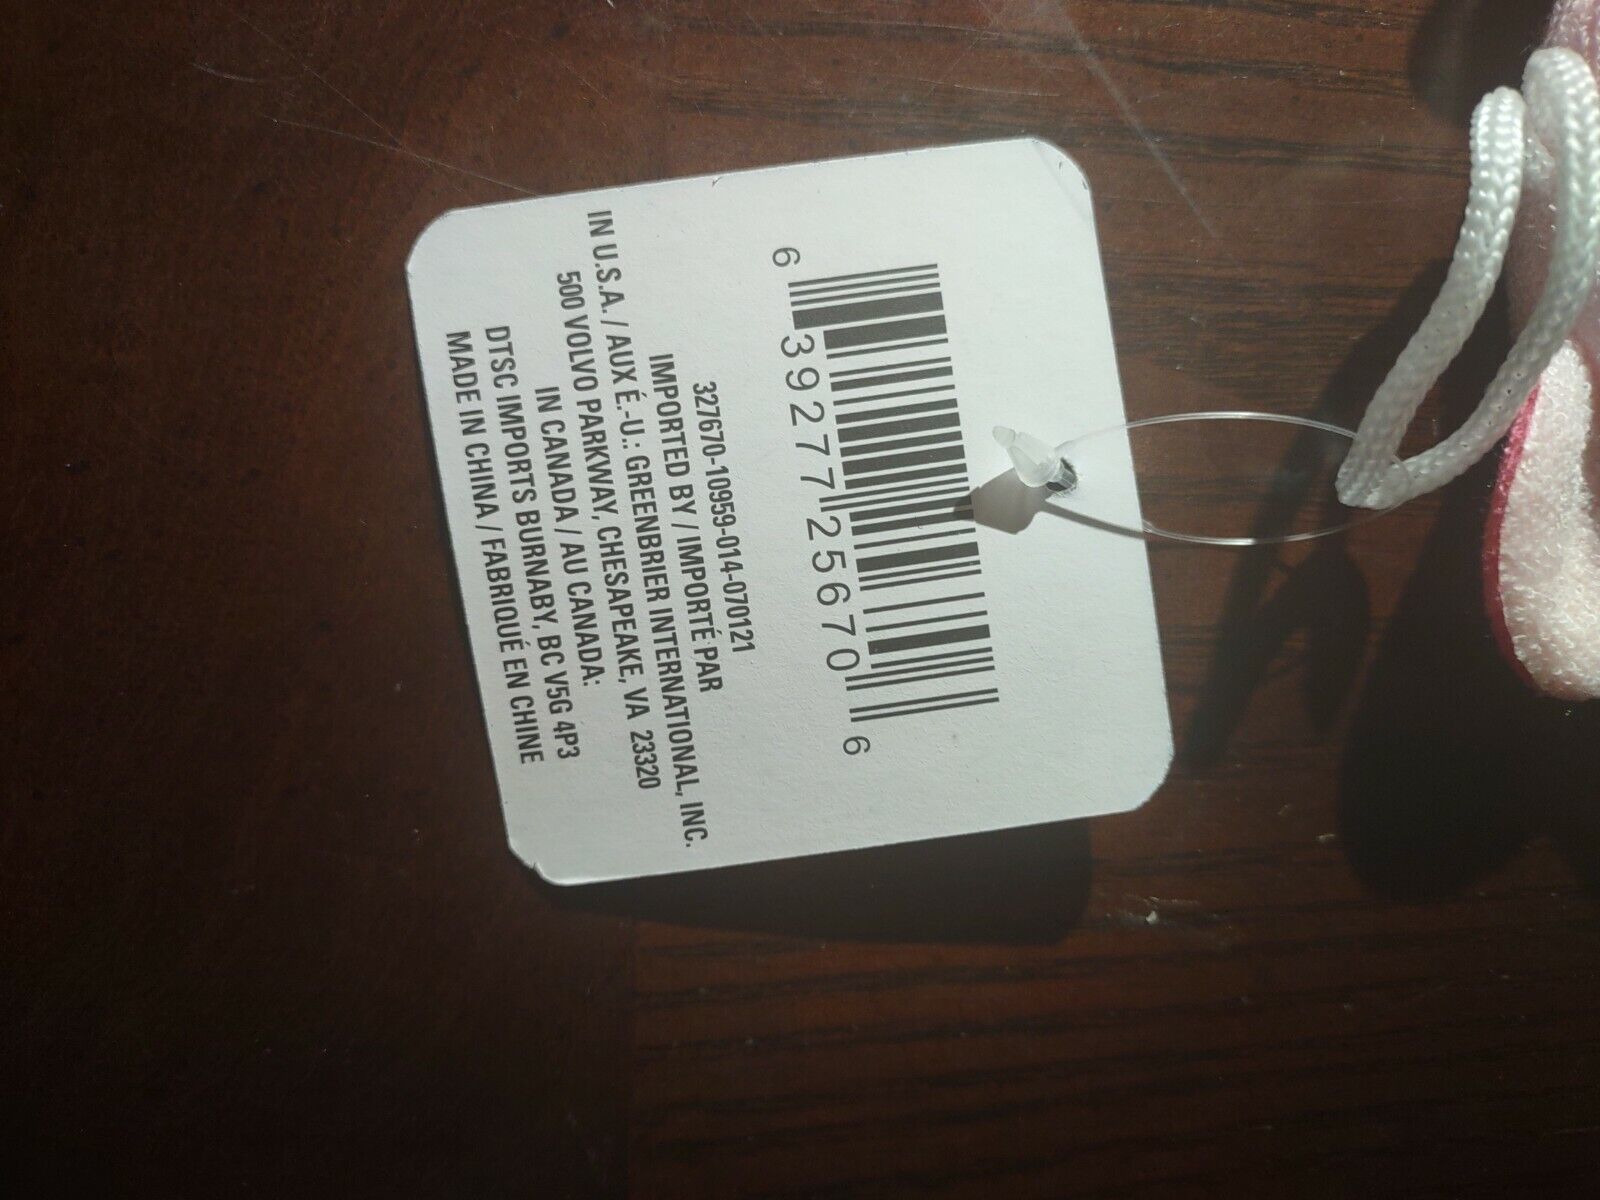 6 39277 25670 6
327670-10959-014-070121
IMPORTED BY / IMPORTÉ PAR
IN U.S.A. / AUX É.-U.: GREENBRIER INTERNATIONAL, INC.
500 VOLVO PARKWAY, CHESAPEAKE, VA 23320
IN CANADA / AU CANADA:
DTSC IMPORTS BURNABY, BC V5G 4P3
MADE IN CHINA / FABRIQUÉ EN CHINE